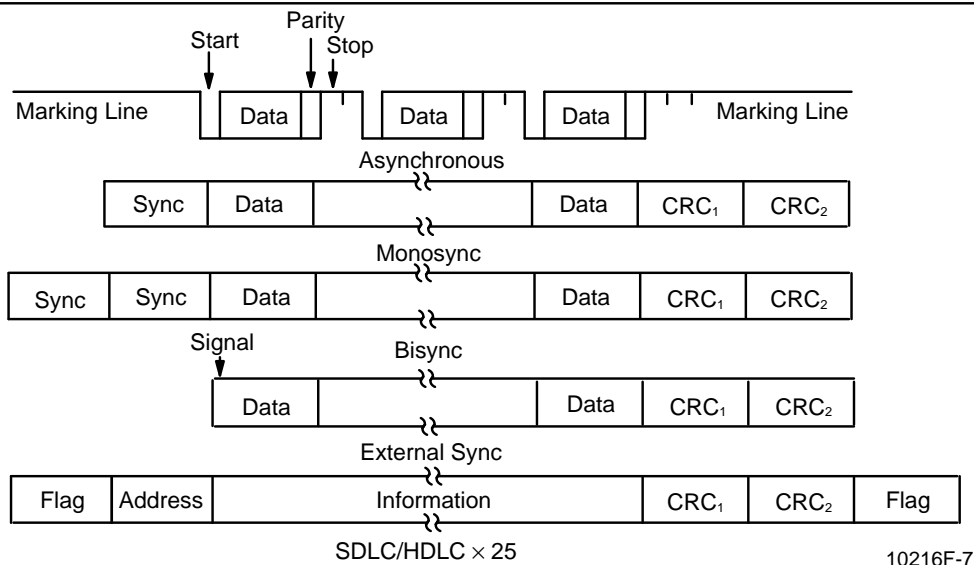 Start Parity Stop
Marking Line Data Data Data Marking Line
Asynchronous
Sync Data Data CRC₁ CRC₂
Monosync
Sync Sync Data Data CRC₁ CRC₂
Signal
Bisync
Data Data CRC₁ CRC₂
External Sync
Flag Address Information CRC₁ CRC₂ Flag
SDLC/HDLC × 25
10216F-7